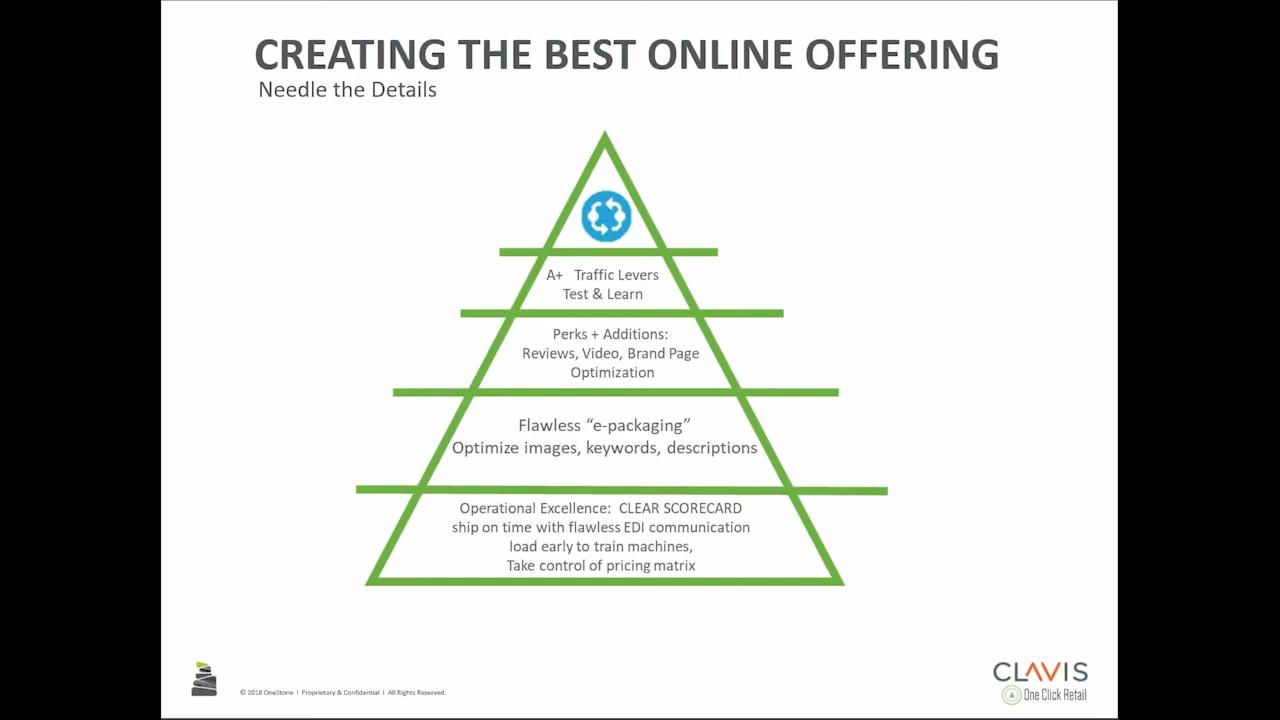 CREATING THE BEST ONLINE OFFERING
Needle the Details
A+ Traffic Levers
Test & Learn
Perks + Additions:
Reviews, Video, Brand Page
Optimization
Flawless “e-packaging”
Optimize images, keywords, descriptions
Operational Excellence: CLEAR SCORECARD
ship on time with flawless EDI communication
load early to train machines,
Take control of pricing matrix
© 2018 OneStone I Proprietary & Confidential I All Rights Reserved.
CLAVIS
One Click Retail